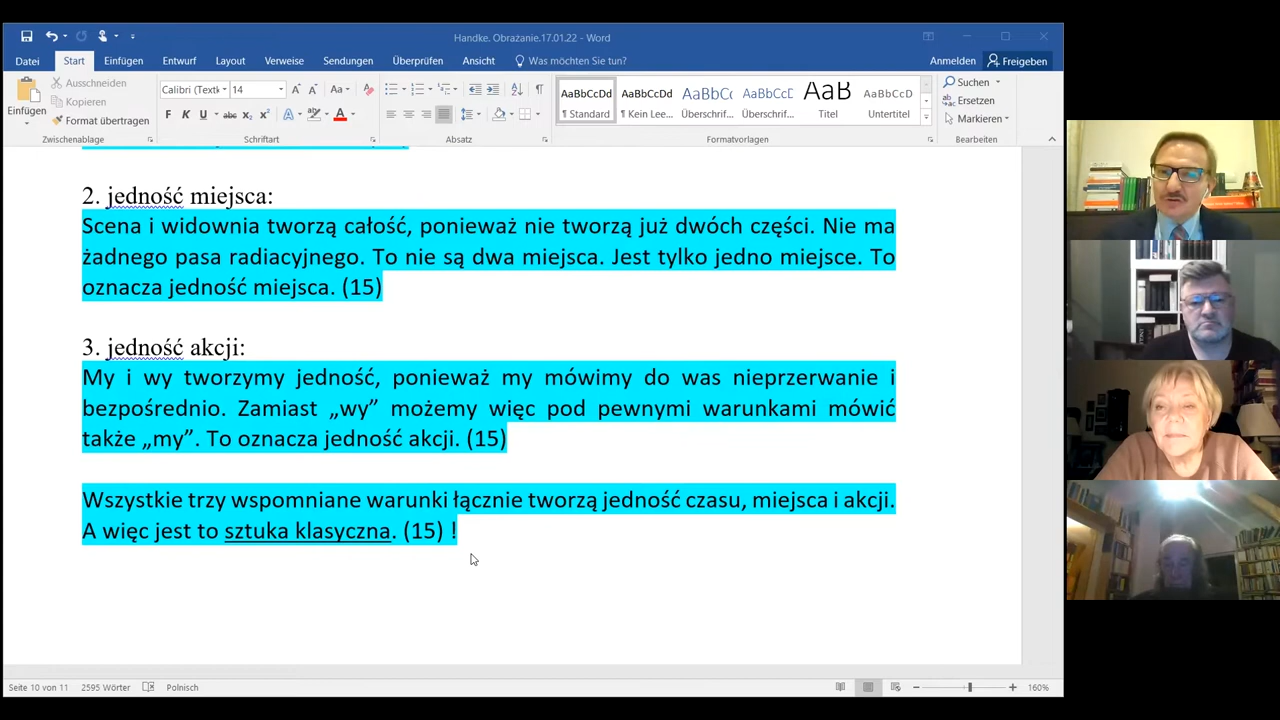 Handke. Obrażanie.17.01.22 - Word
Datei Start Einfügen Entwurf Layout Verweise Sendungen Überprüfen Ansicht Was möchten Sie tun? Anmelden Freigeben
Einfügen
Ausschneiden
Kopieren
Format übertragen
Zwischenablage
Calibri (Textk 14
F K U abc x₂ x²
Schriftart
Absatz
AaBbCcDd AaBbCcDd AaBbCc AaBbCcD AaB AaBbCcD
¶ Standard ¶ Kein Lee... Überschrif... Überschrif... Titel Untertitel
Formatvorlagen
Suchen
Ersetzen
Markieren
Bearbeiten
2. jedność miejsca:
Scena i widownia tworzą całość, ponieważ nie tworzą już dwóch części. Nie ma
żadnego pasa radiacyjnego. To nie są dwa miejsca. Jest tylko jedno miejsce. To
oznacza jedność miejsca. (15)
3. jedność akcji:
My i wy tworzymy jedność, ponieważ my mówimy do was nieprzerwanie i
bezpośrednio. Zamiast „wy” możemy więc pod pewnymi warunkami mówić
także „my”. To oznacza jedność akcji. (15)
Wszystkie trzy wspomniane warunki łącznie tworzą jedność czasu, miejsca i akcji.
A więc jest to sztuka klasyczna. (15) !
Seite 10 von 11 2595 Wörter Polnisch 160%